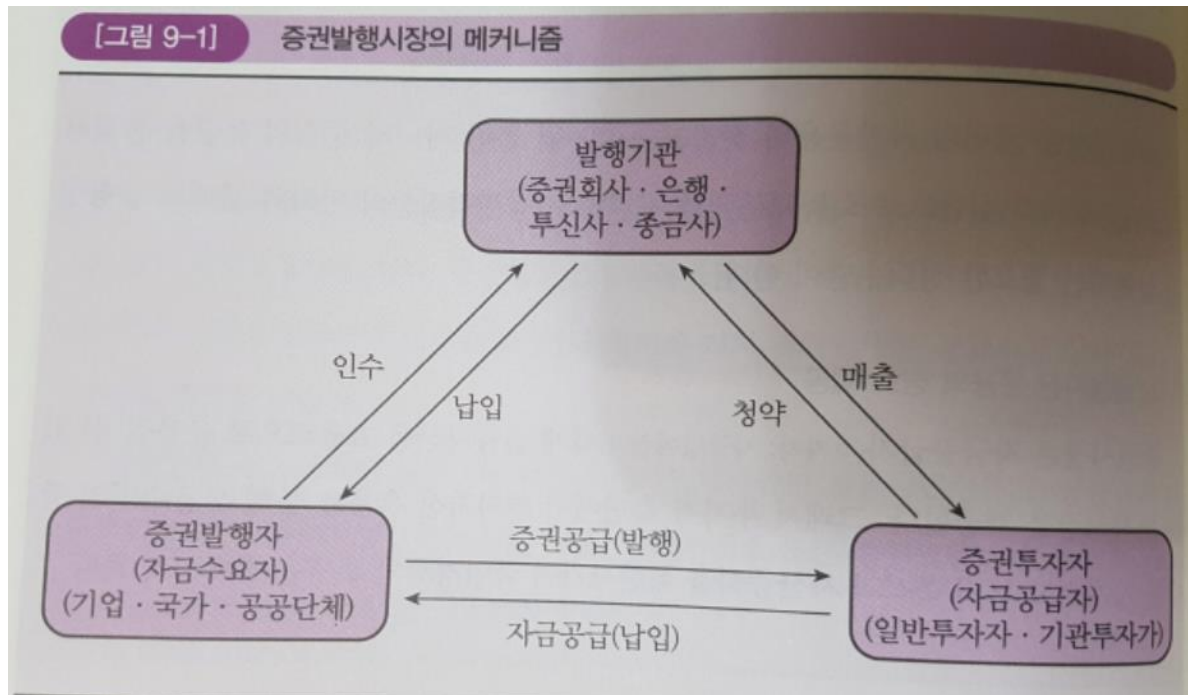 [그림 9-1] 증권발행시장의 메커니즘
발행기관
(증권회사 · 은행 ·
투신사 · 종금사)
인수
납입
매출
청약
증권발행자
(자금수요자)
(기업 · 국가 · 공공단체)
증권공급(발행)
자금공급(납입)
증권투자자
(자금공급자)
(일반투자자 · 기관투자가)